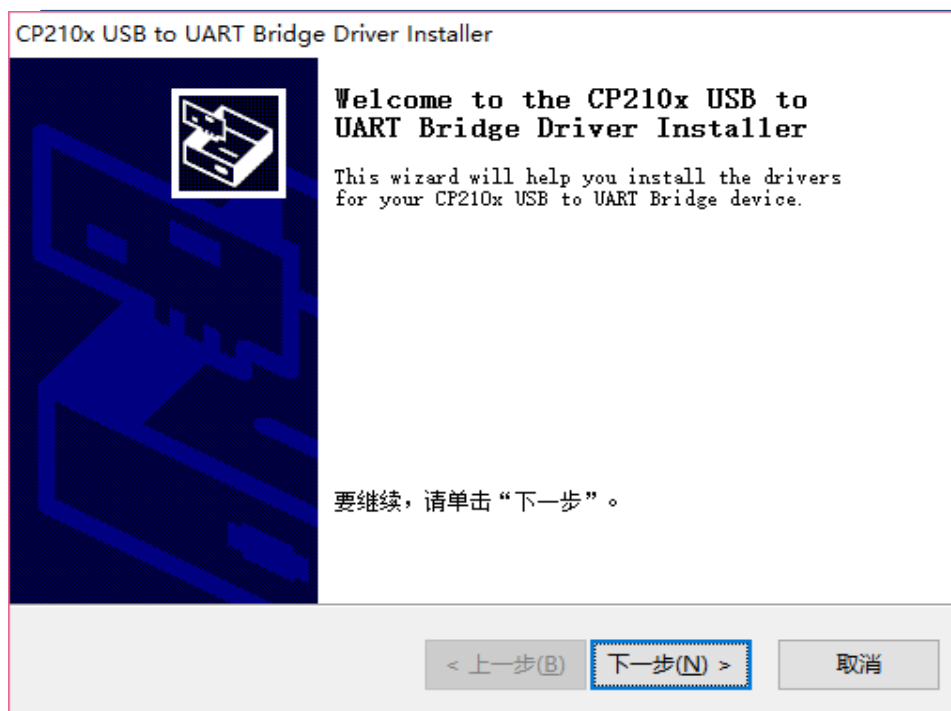 CP210x USB to UART Bridge Driver Installer
Welcome to the CP210x USB to
UART Bridge Driver Installer
This wizard will help you install the drivers
for your CP210x USB to UART Bridge device.
要继续，请单击“下一步”。
< 上一步(B)
下一步(N) >
取消